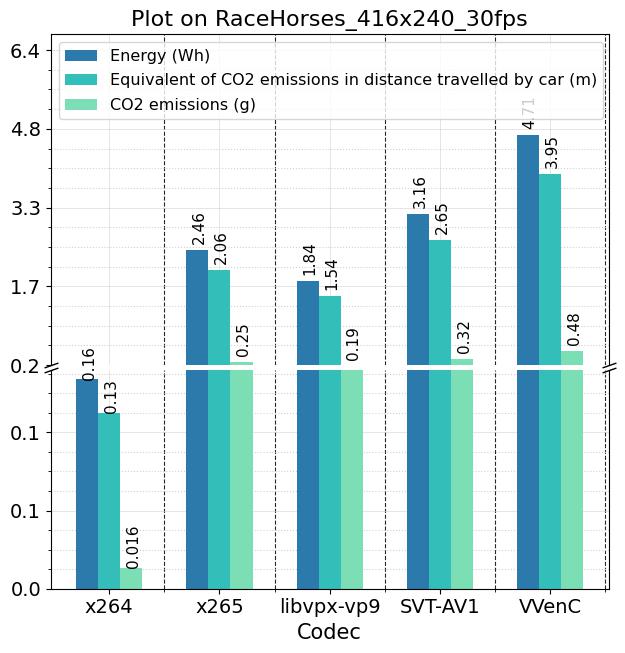 Plot on RaceHorses_416x240_30fps
Energy (Wh)
Equivalent of CO2 emissions in distance travelled by car (m)
CO2 emissions (g)
6.4
4.8
3.3
1.7
0.2
0.1
0.1
0.0
0.16
0.13
0.016
2.46
2.06
0.25
1.84
1.54
0.19
3.16
2.65
0.32
4.71
3.95
0.48
x264
x265
libvpx-vp9
SVT-AV1
VVenC
Codec